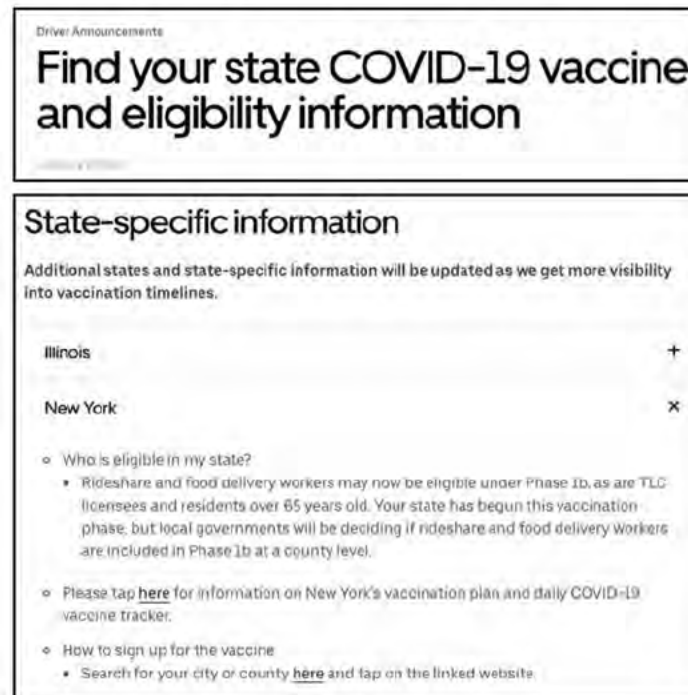 Driver Announcements
Find your state COVID-19 vaccine
and eligibility information
State-specific information
Additional states and state-specific information will be updated as we get more visibility
into vaccination timelines.
Illinois +
New York ×
Who is eligible in my state?
Rideshare and food delivery workers may now be eligible under Phase 1b, as are TLC
licensees and residents over 65 years old. Your state has begun this vaccination
phase, but local governments will be deciding if rideshare and food delivery workers
are included in Phase 1b at a county level.
Please tap here for information on New York's vaccination plan and daily COVID-19
vaccine tracker.
How to sign up for the vaccine
Search for your city or county here and tap on the linked website